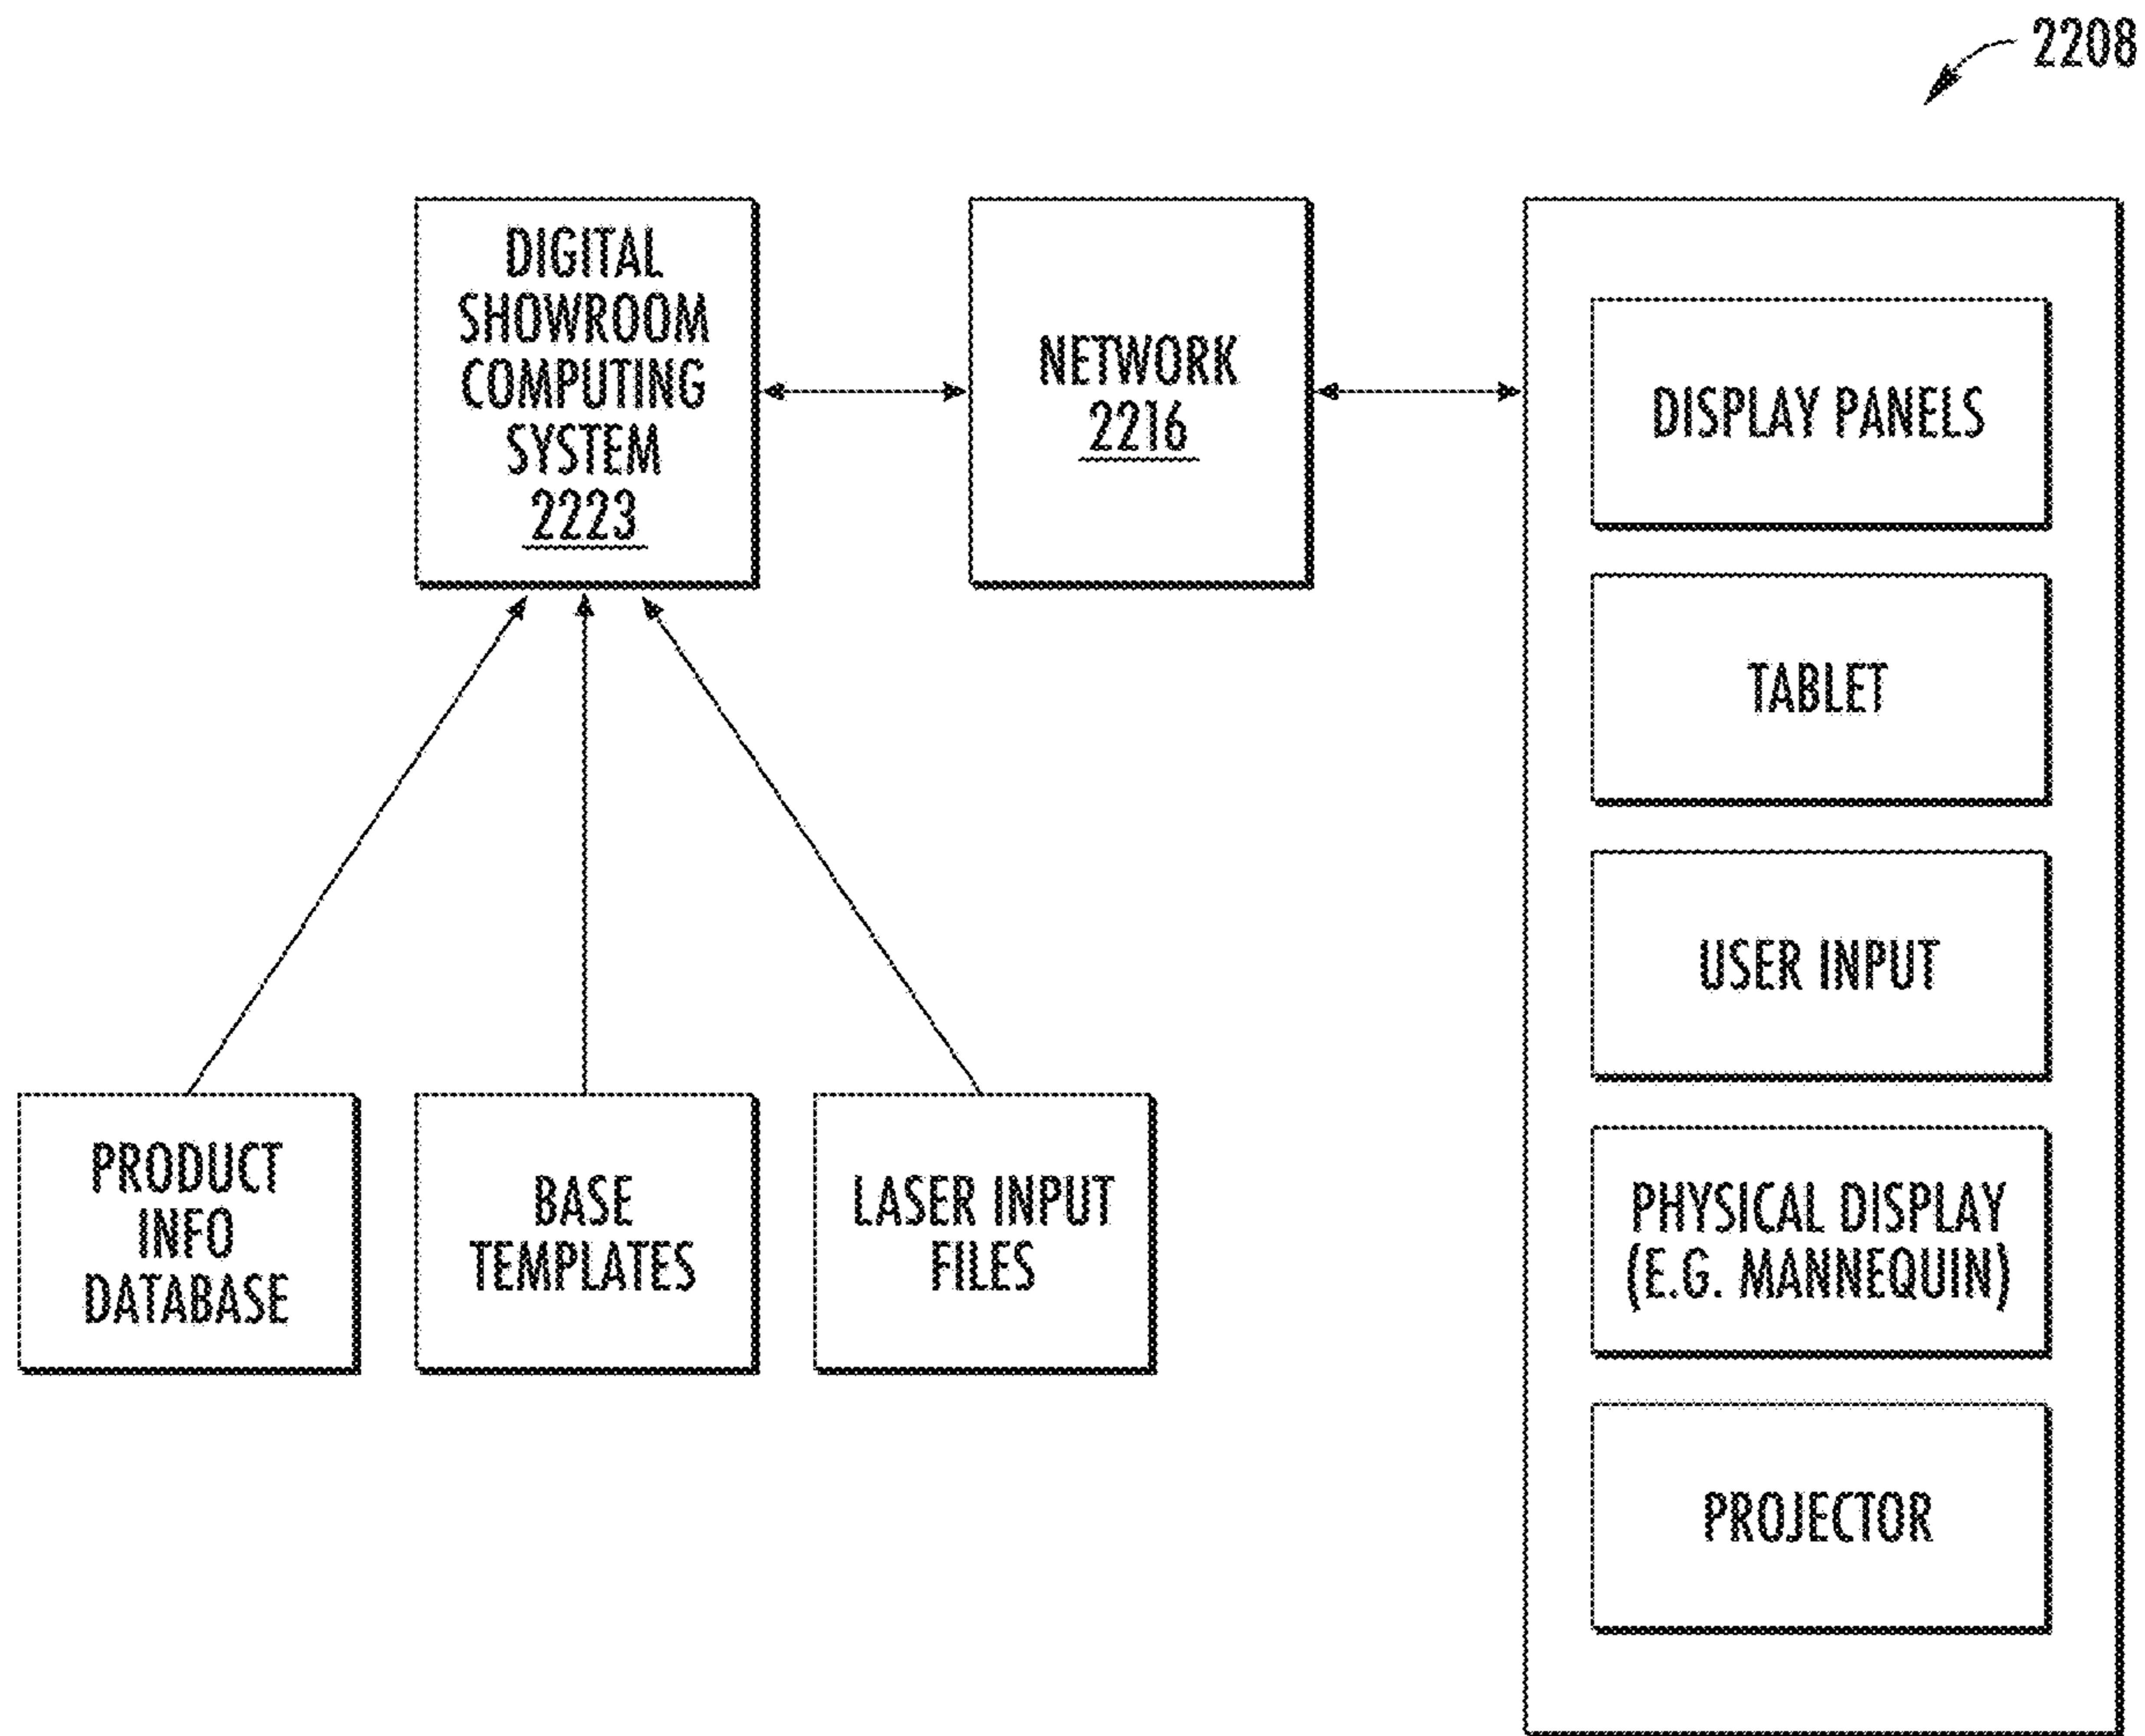 2208
DIGITAL
SHOWROOM
COMPUTING
SYSTEM
2223
NETWORK
2216
DISPLAY PANELS
TABLET
USER INPUT
PHYSICAL DISPLAY
(E.G. MANNEQUIN)
PROJECTOR
PRODUCT
INFO
DATABASE
BASE
TEMPLATES
LASER INPUT
FILES